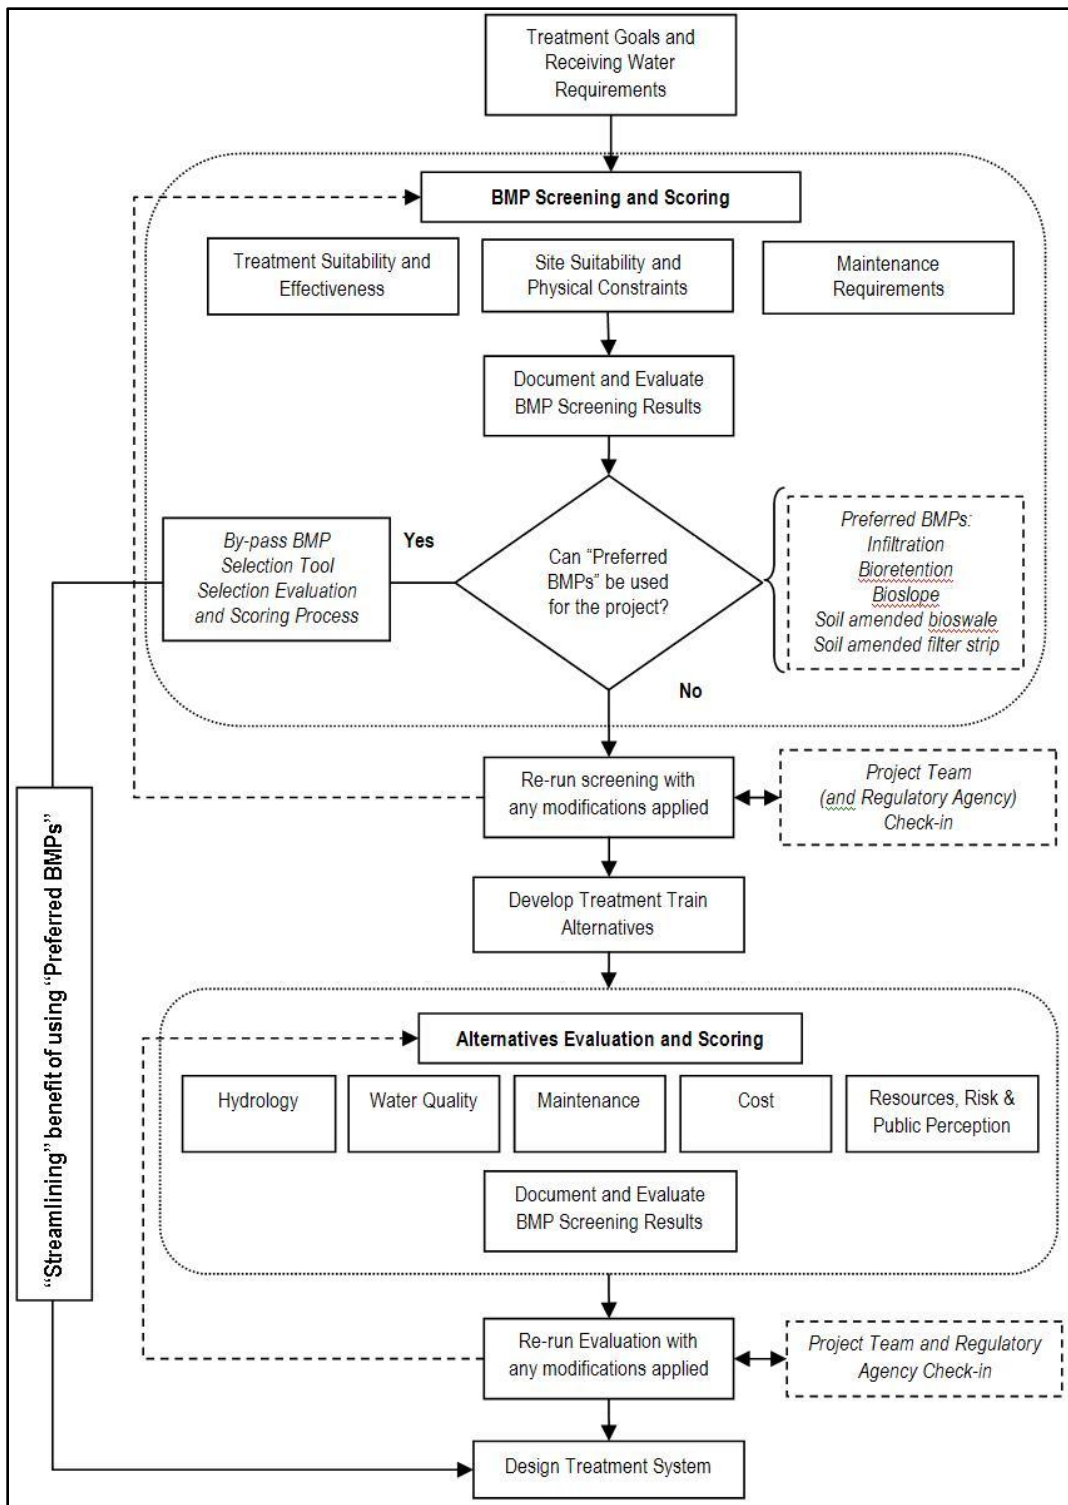 Treatment Goals and
Receiving Water
Requirements
BMP Screening and Scoring
Treatment Suitability and
Effectiveness
Site Suitability and
Physical Constraints
Maintenance
Requirements
Document and Evaluate
BMP Screening Results
By-pass BMP
Selection Tool
Selection Evaluation
and Scoring Process
Yes
Can “Preferred
BMPs” be used
for the project?
Preferred BMPs:
Infiltration
Bioretention
Bioslope
Soil amended bioswale
Soil amended filter strip
No
Re-run screening with
any modifications applied
Project Team
(and Regulatory Agency)
Check-in
“Streamlining” benefit of using “Preferred BMPs”
Develop Treatment Train
Alternatives
Alternatives Evaluation and Scoring
Hydrology
Water Quality
Maintenance
Cost
Resources, Risk &
Public Perception
Document and Evaluate
BMP Screening Results
Re-run Evaluation with
any modifications applied
Project Team and Regulatory
Agency Check-in
Design Treatment System